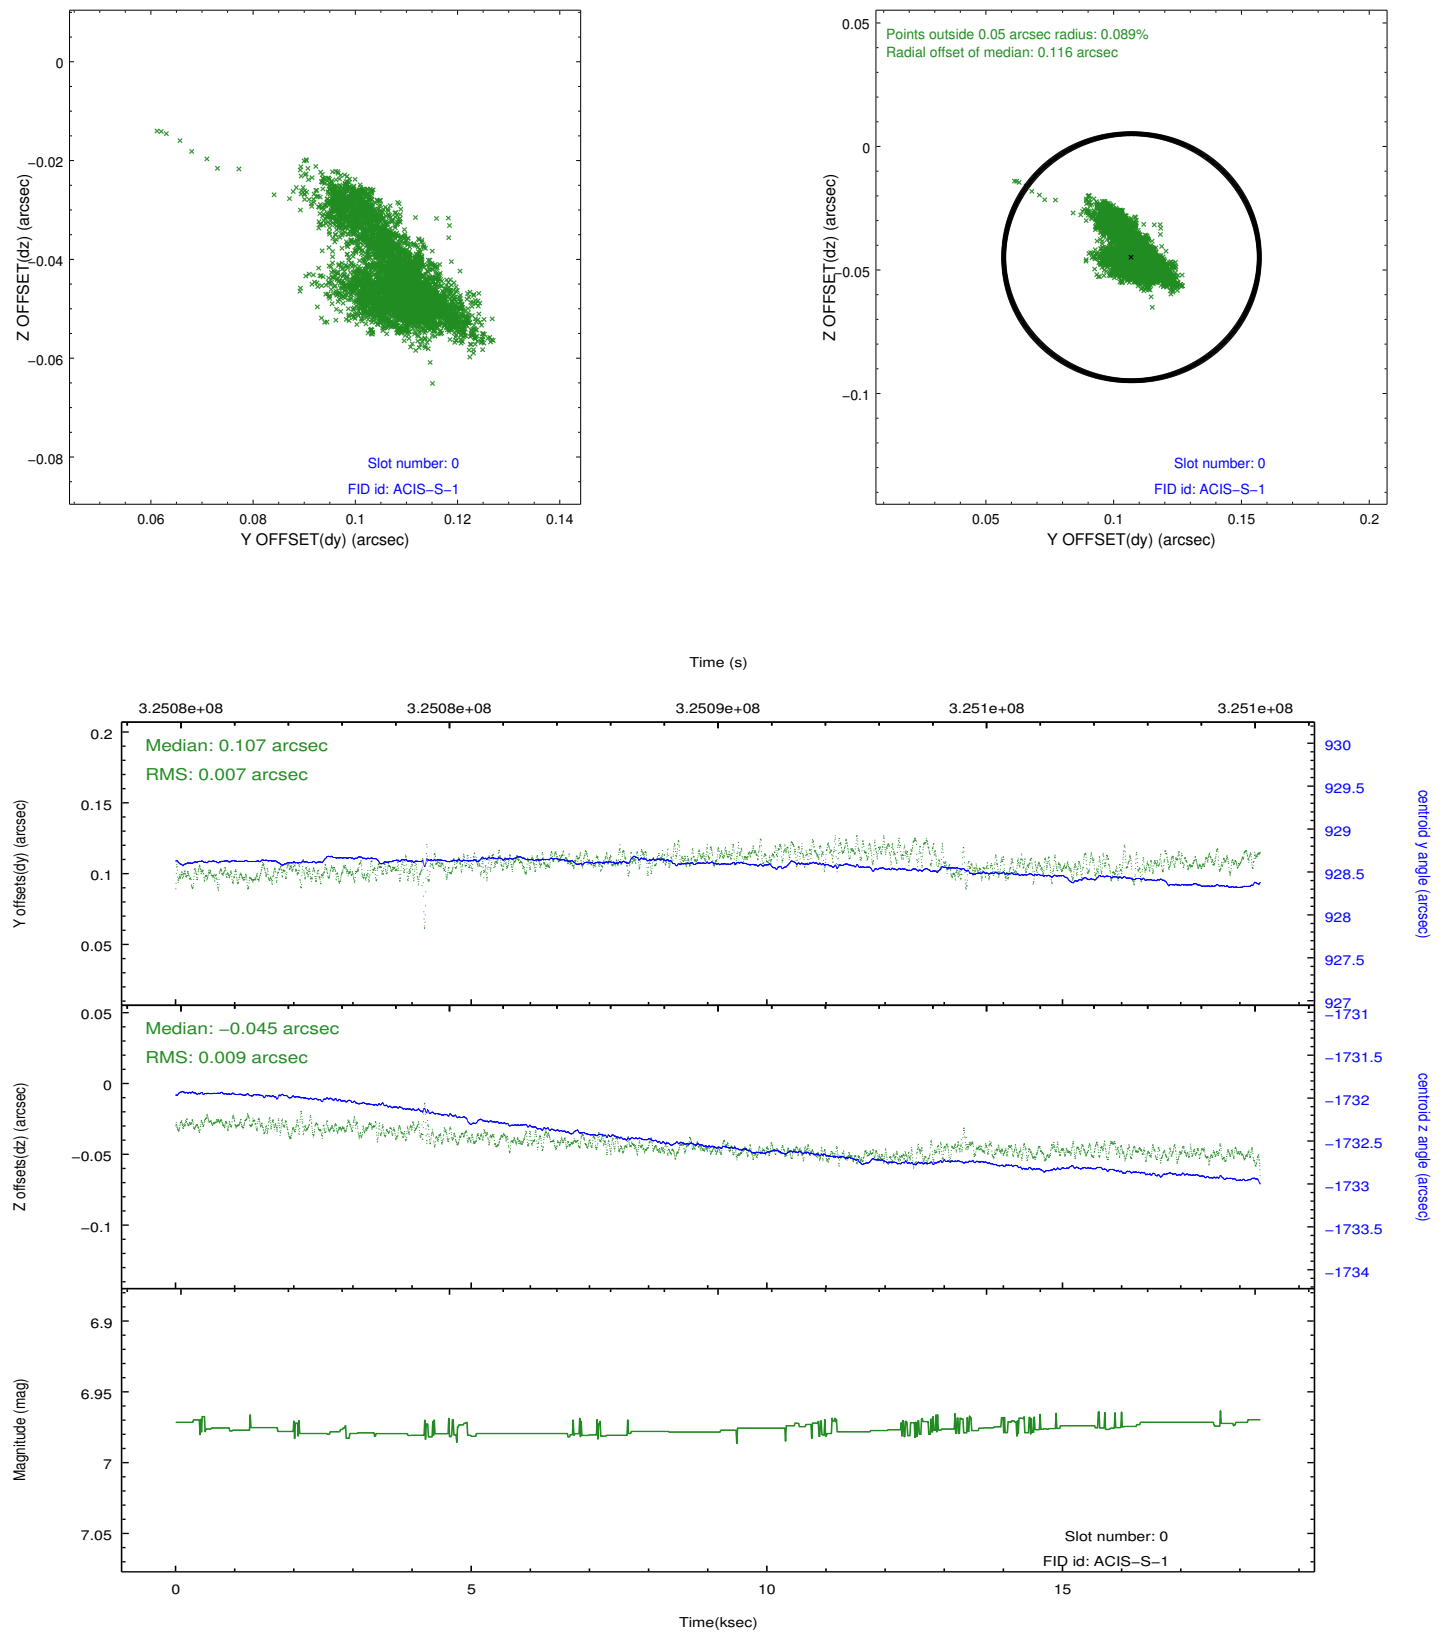 0
−0.02
−0.04
−0.06
−0.08
Z OFFSET(dz) (arcsec)
0.06
0.08
0.1
0.12
0.14
Y OFFSET(dy) (arcsec)
Slot number: 0
FID id: ACIS−S−1
Points outside 0.05 arcsec radius: 0.089%
Radial offset of median: 0.116 arcsec
0.05
0
−0.05
−0.1
Z OFFSET(dz) (arcsec)
0.05
0.1
0.15
0.2
Y OFFSET(dy) (arcsec)
Slot number: 0
FID id: ACIS−S−1
Time (s)
3.2508e+08
3.2508e+08
3.2509e+08
3.251e+08
3.251e+08
Median: 0.107 arcsec
RMS: 0.007 arcsec
0.2
0.15
0.1
0.05
Y offsets(dy) (arcsec)
930
929.5
929
928.5
928
927.5
927
centroid y angle (arcsec)
Median: −0.045 arcsec
RMS: 0.009 arcsec
0.05
0
−0.05
−0.1
Z offsets(dz) (arcsec)
−1731
−1731.5
−1732
−1732.5
−1733
−1733.5
−1734
centroid z angle (arcsec)
6.9
6.95
7
7.05
Magnitude (mag)
Slot number: 0
FID id: ACIS−S−1
0
5
10
15
Time(ksec)